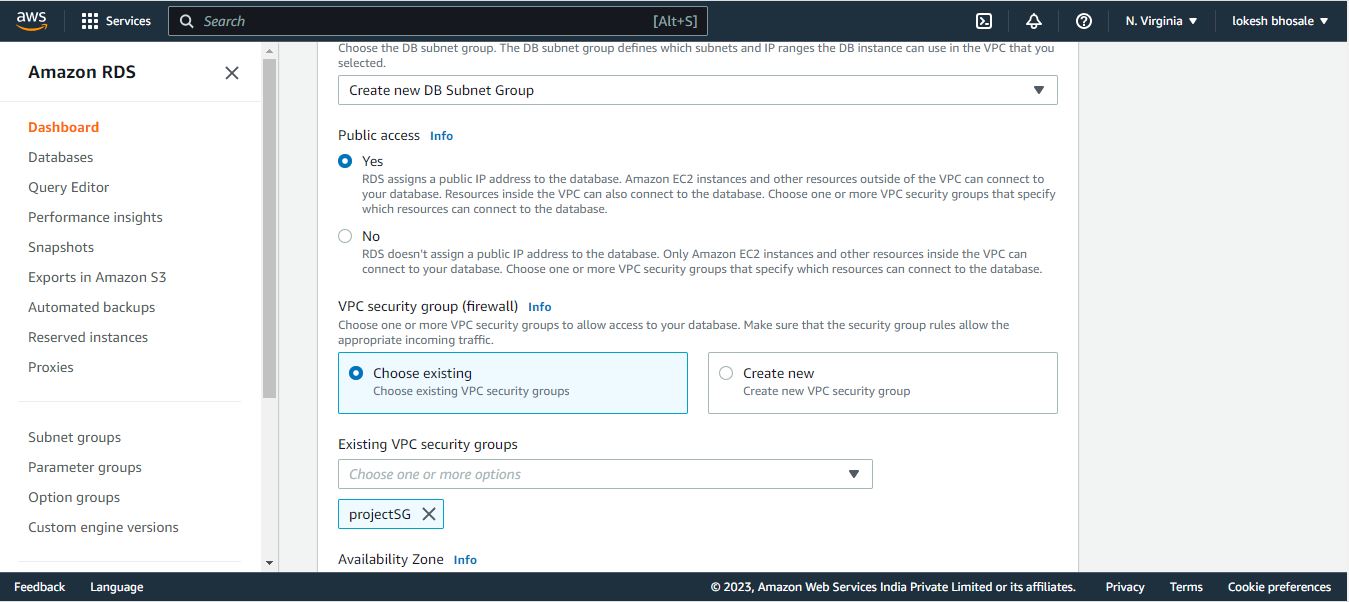 aws
Services
Search
[Alt+S]
N. Virginia
lokesh bhosale
Amazon RDS
Dashboard
Databases
Query Editor
Performance insights
Snapshots
Exports in Amazon S3
Automated backups
Reserved instances
Proxies
Subnet groups
Parameter groups
Option groups
Custom engine versions
Choose the DB subnet group. The DB subnet group defines which subnets and IP ranges the DB instance can use in the VPC that you
selected.
Create new DB Subnet Group
Public access Info
Yes
RDS assigns a public IP address to the database. Amazon EC2 instances and other resources outside of the VPC can connect to
your database. Resources inside the VPC can also connect to the database. Choose one or more VPC security groups that specify
which resources can connect to the database.
No
RDS doesn't assign a public IP address to the database. Only Amazon EC2 instances and other resources inside the VPC can
connect to your database. Choose one or more VPC security groups that specify which resources can connect to the database.
VPC security group (firewall) Info
Choose one or more VPC security groups to allow access to your database. Make sure that the security group rules allow the
appropriate incoming traffic.
Choose existing
Choose existing VPC security groups
Create new
Create new VPC security group
Existing VPC security groups
Choose one or more options
projectSG
Availability Zone Info
Feedback
Language
© 2023, Amazon Web Services India Private Limited or its affiliates.
Privacy
Terms
Cookie preferences